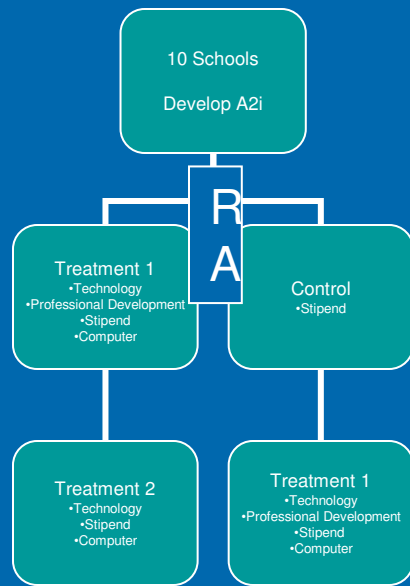 10 Schools
Develop A2i
R
A
Treatment 1
•Technology
•Professional Development
•Stipend
•Computer
Control
•Stipend
Treatment 2
•Technology
•Stipend
•Computer
Treatment 1
•Technology
•Professional Development
•Stipend
•Computer